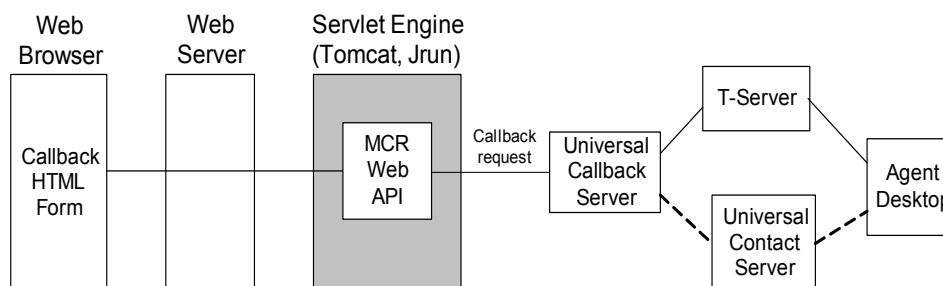 Web
Browser
Web
Server
Servlet Engine
(Tomcat, Jrun)
Callback
HTML
Form
MCR
Web
API
Callback
request
Universal
Callback
Server
T-Server
Universal
Contact
Server
Agent
Desktop